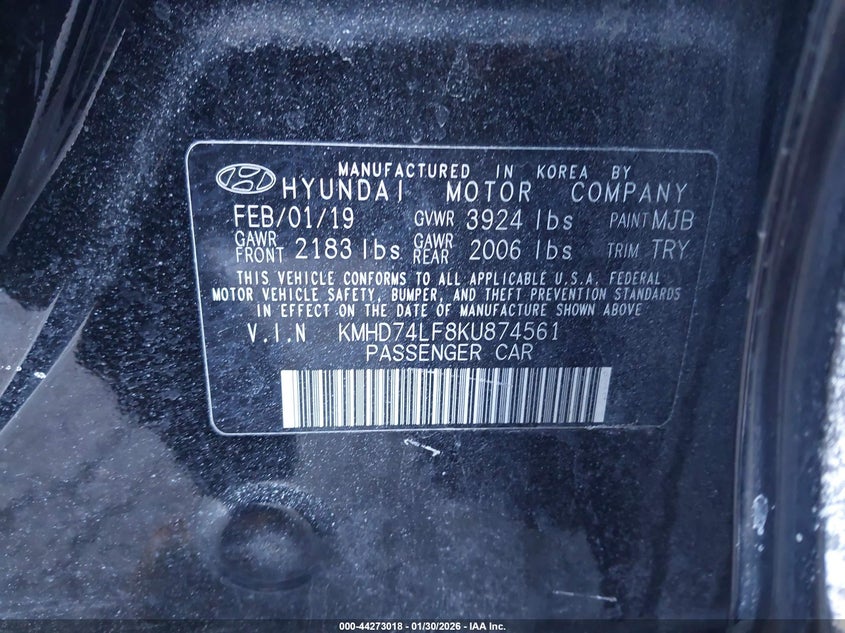 MANUFACTURED IN KOREA BY
HYUNDAI MOTOR COMPANY
FEB/01/19 GVWR 3924 lbs PAINT MJB
GAWR FRONT 2183 lbs GAWR REAR 2006 lbs TRIM TRY
THIS VEHICLE CONFORMS TO ALL APPLICABLE U.S.A. FEDERAL
MOTOR VEHICLE SAFETY, BUMPER, AND THEFT PREVENTION STANDARDS
IN EFFECT ON THE DATE OF MANUFACTURE SHOWN ABOVE
V.I.N KMHD74LF8KU874561
PASSENGER CAR
000-44273018 - 01/30/2026 - IAA Inc.